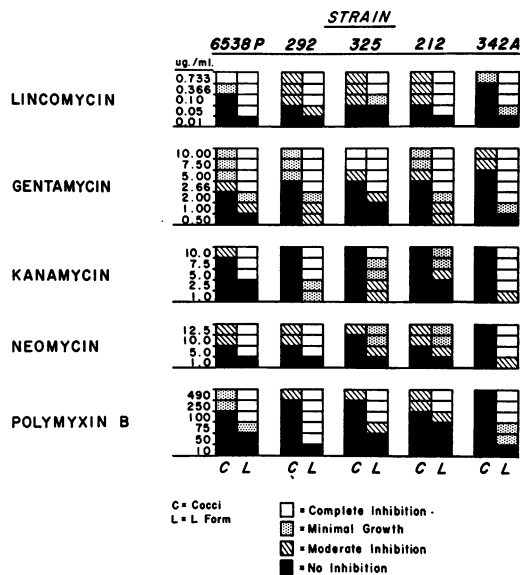 STRAIN
6538 P 292 325 212 342A
ug./ml.
LINCOMYCIN
0.733
0.366
0.10
0.05
0.01
GENTAMYCIN
10.00
7.50
5.00
2.66
2.00
1.00
0.50
KANAMYCIN
10.0
7.5
5.0
2.5
1.0
NEOMYCIN
12.5
10.0
5.0
1.0
POLYMYXIN B
490
250
100
75
50
10
C L C L C L C L C L
C = Cocci
L = L Form
= Complete Inhibition -
= Minimal Growth
= Moderate Inhibition
= No Inhibition